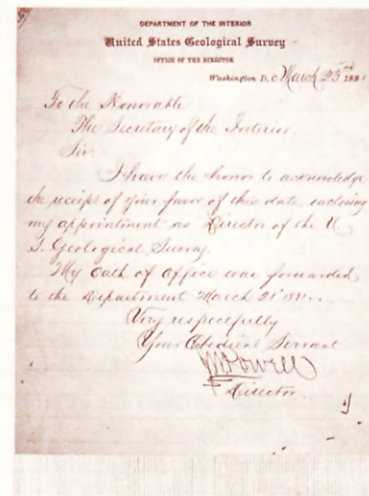 DEPARTMENT OF THE INTERIOR
United States Geological Survey
OFFICE OF THE DIRECTOR
Washington D.C. March 23rd 1881
To the Honorable
The Secretary of the Interior.
Sir
I have the honor to acknowledge
the receipt of your favor of this date, enclosing
my appointment as Director of the U.
S. Geological Survey.
My Oath of Office was forwarded
to the Department March 21st 1881.
Very respectfully
Your Obedient Servant
JWPowell
Director.